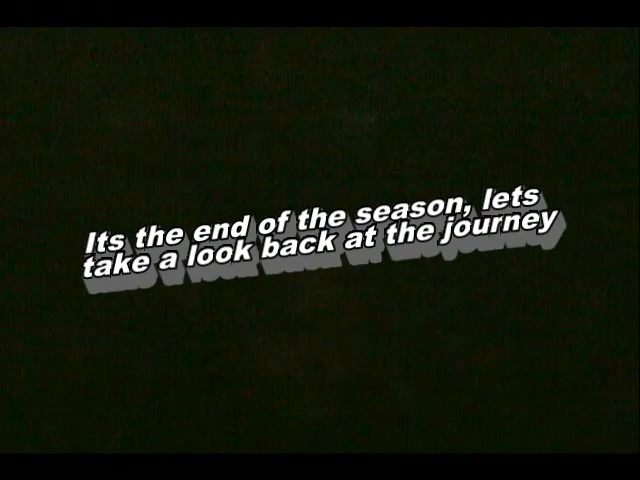 Its the end of the season, lets
take a look back at the journey